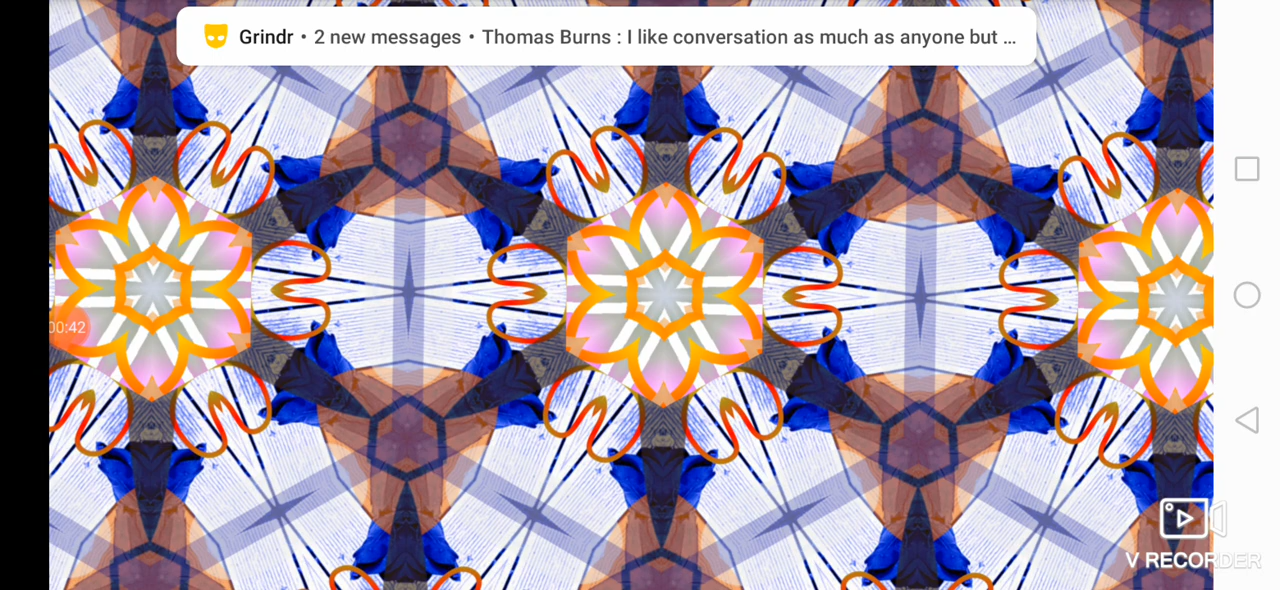 Grindr • 2 new messages • Thomas Burns : I like conversation as much as anyone but ...
00:42
V RECORDER